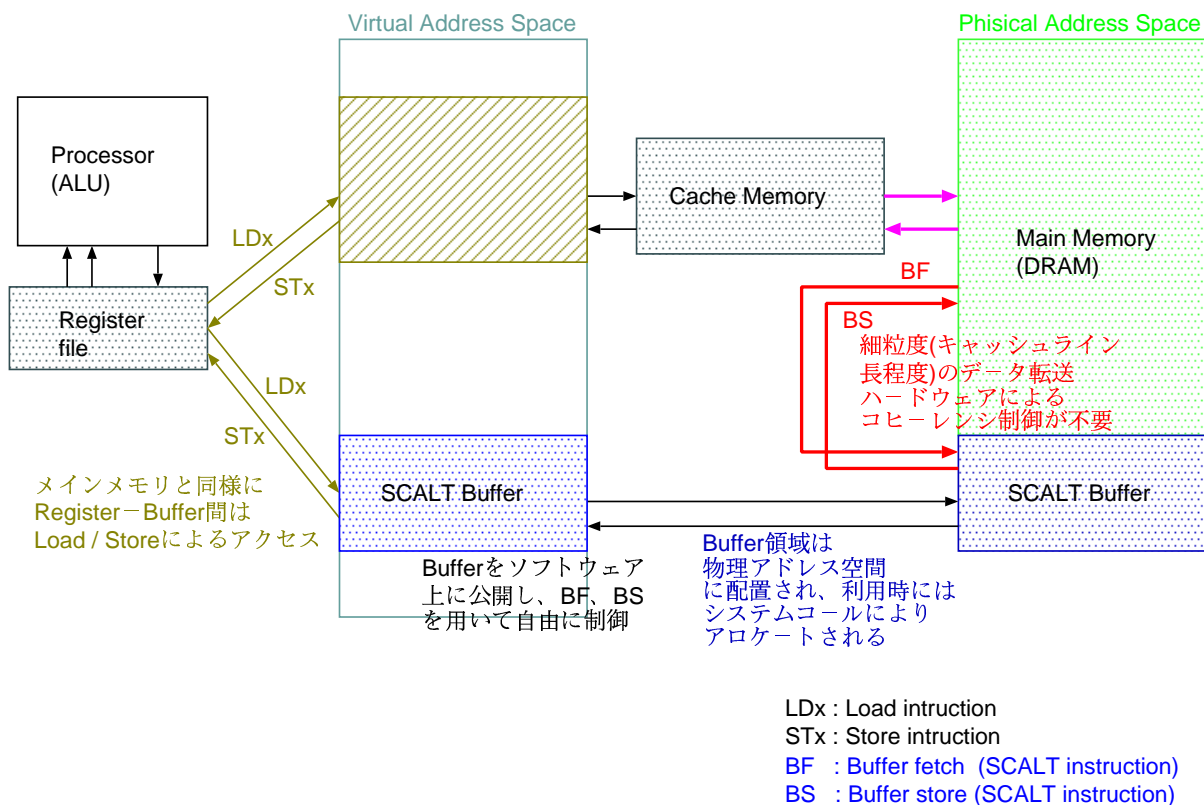 Virtual Address Space
Phisical Address Space
Processor
(ALU)
Cache Memory
LDx
Main Memory
(DRAM)
STx
BF
Register
file
BS
細粒度(キャッシュライン
長程度)のデータ転送
ハードウェアによる
コヒーレンシ制御が不要
LDx
STx
メインメモリと同様に
Register－Buffer間は
Load / Storeによるアクセス
SCALT Buffer
SCALT Buffer
Bufferをソフトウェア
上に公開し、BF、BS
を用いて自由に制御
Buffer領域は
物理アドレス空間
に配置され、利用時には
システムコールにより
アロケートされる
LDx : Load intruction
STx : Store intruction
BF : Buffer fetch (SCALT instruction)
BS : Buffer store (SCALT instruction)